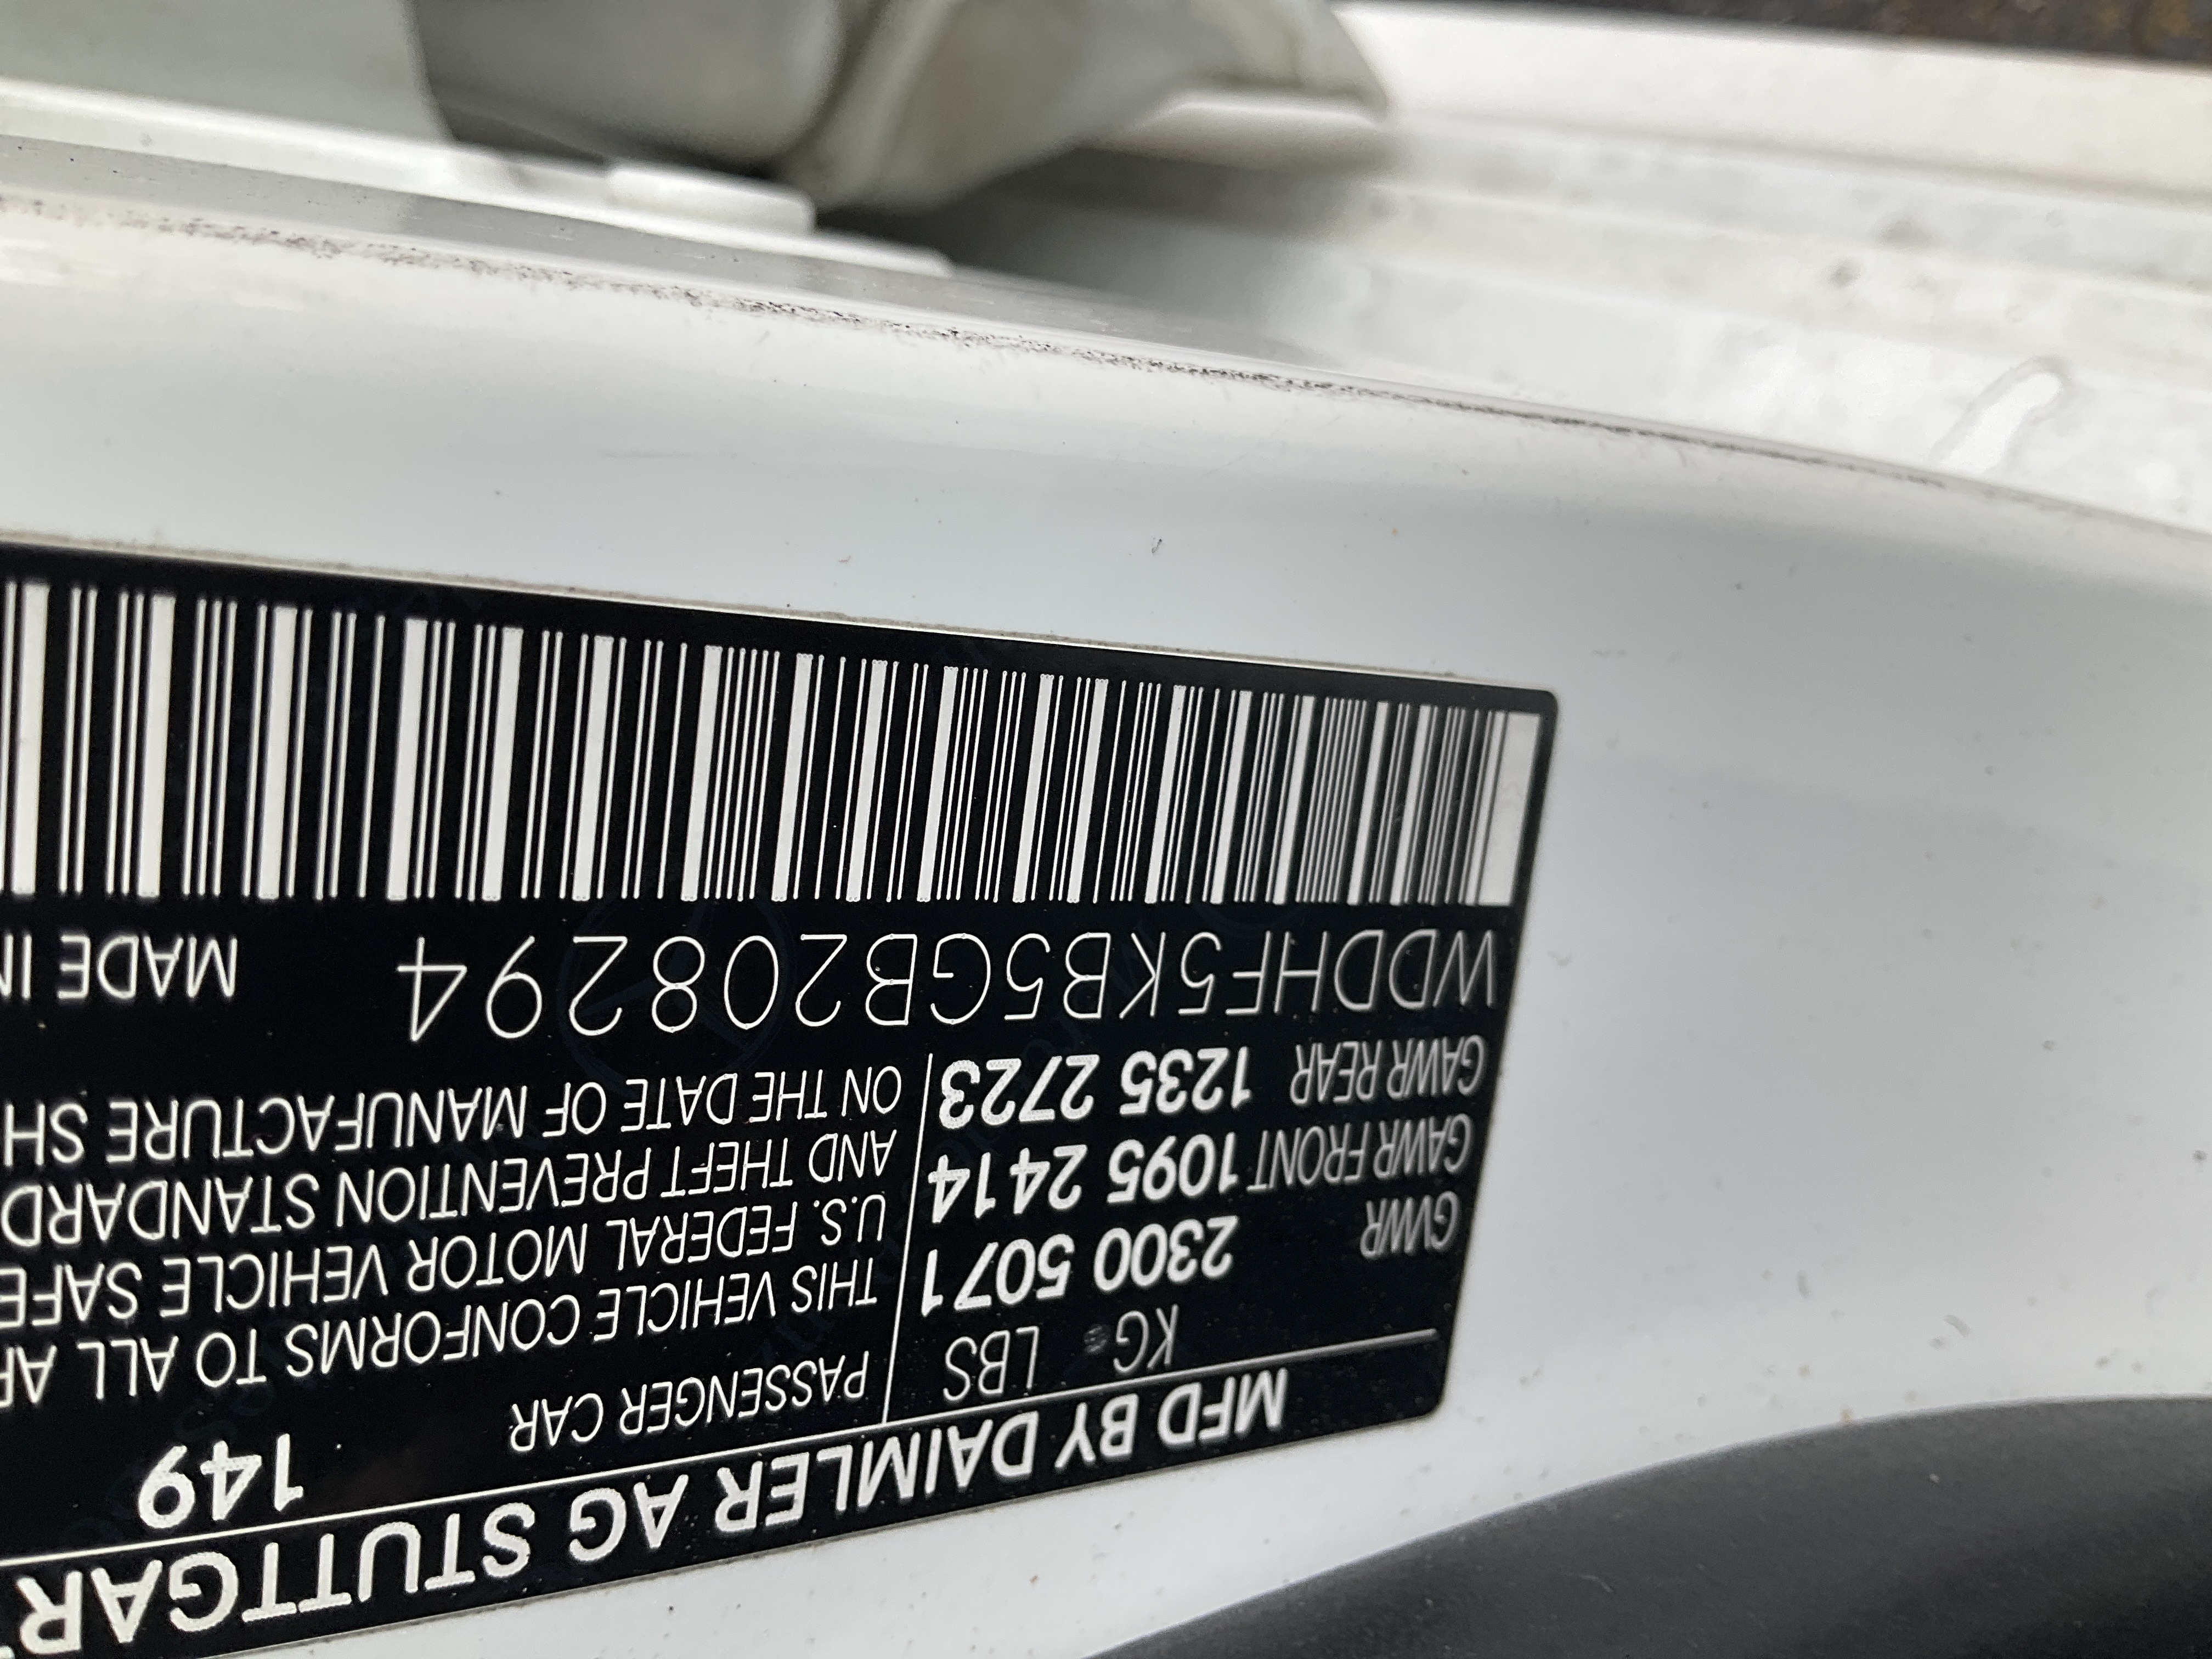 MFD BY DAIMLER AG STUTTGAR
KG LBS
GVWR 2300 5071
GAWR FRONT 1095 2414
GAWR REAR 1235 2723
PASSENGER CAR 149
THIS VEHICLE CONFORMS TO ALL AP
U.S. FEDERAL MOTOR VEHICLE SAFE
AND THEFT PREVENTION STANDARD
ON THE DATE OF MANUFACTURE SH
WDDHF5KB5GB208294 MADE IN